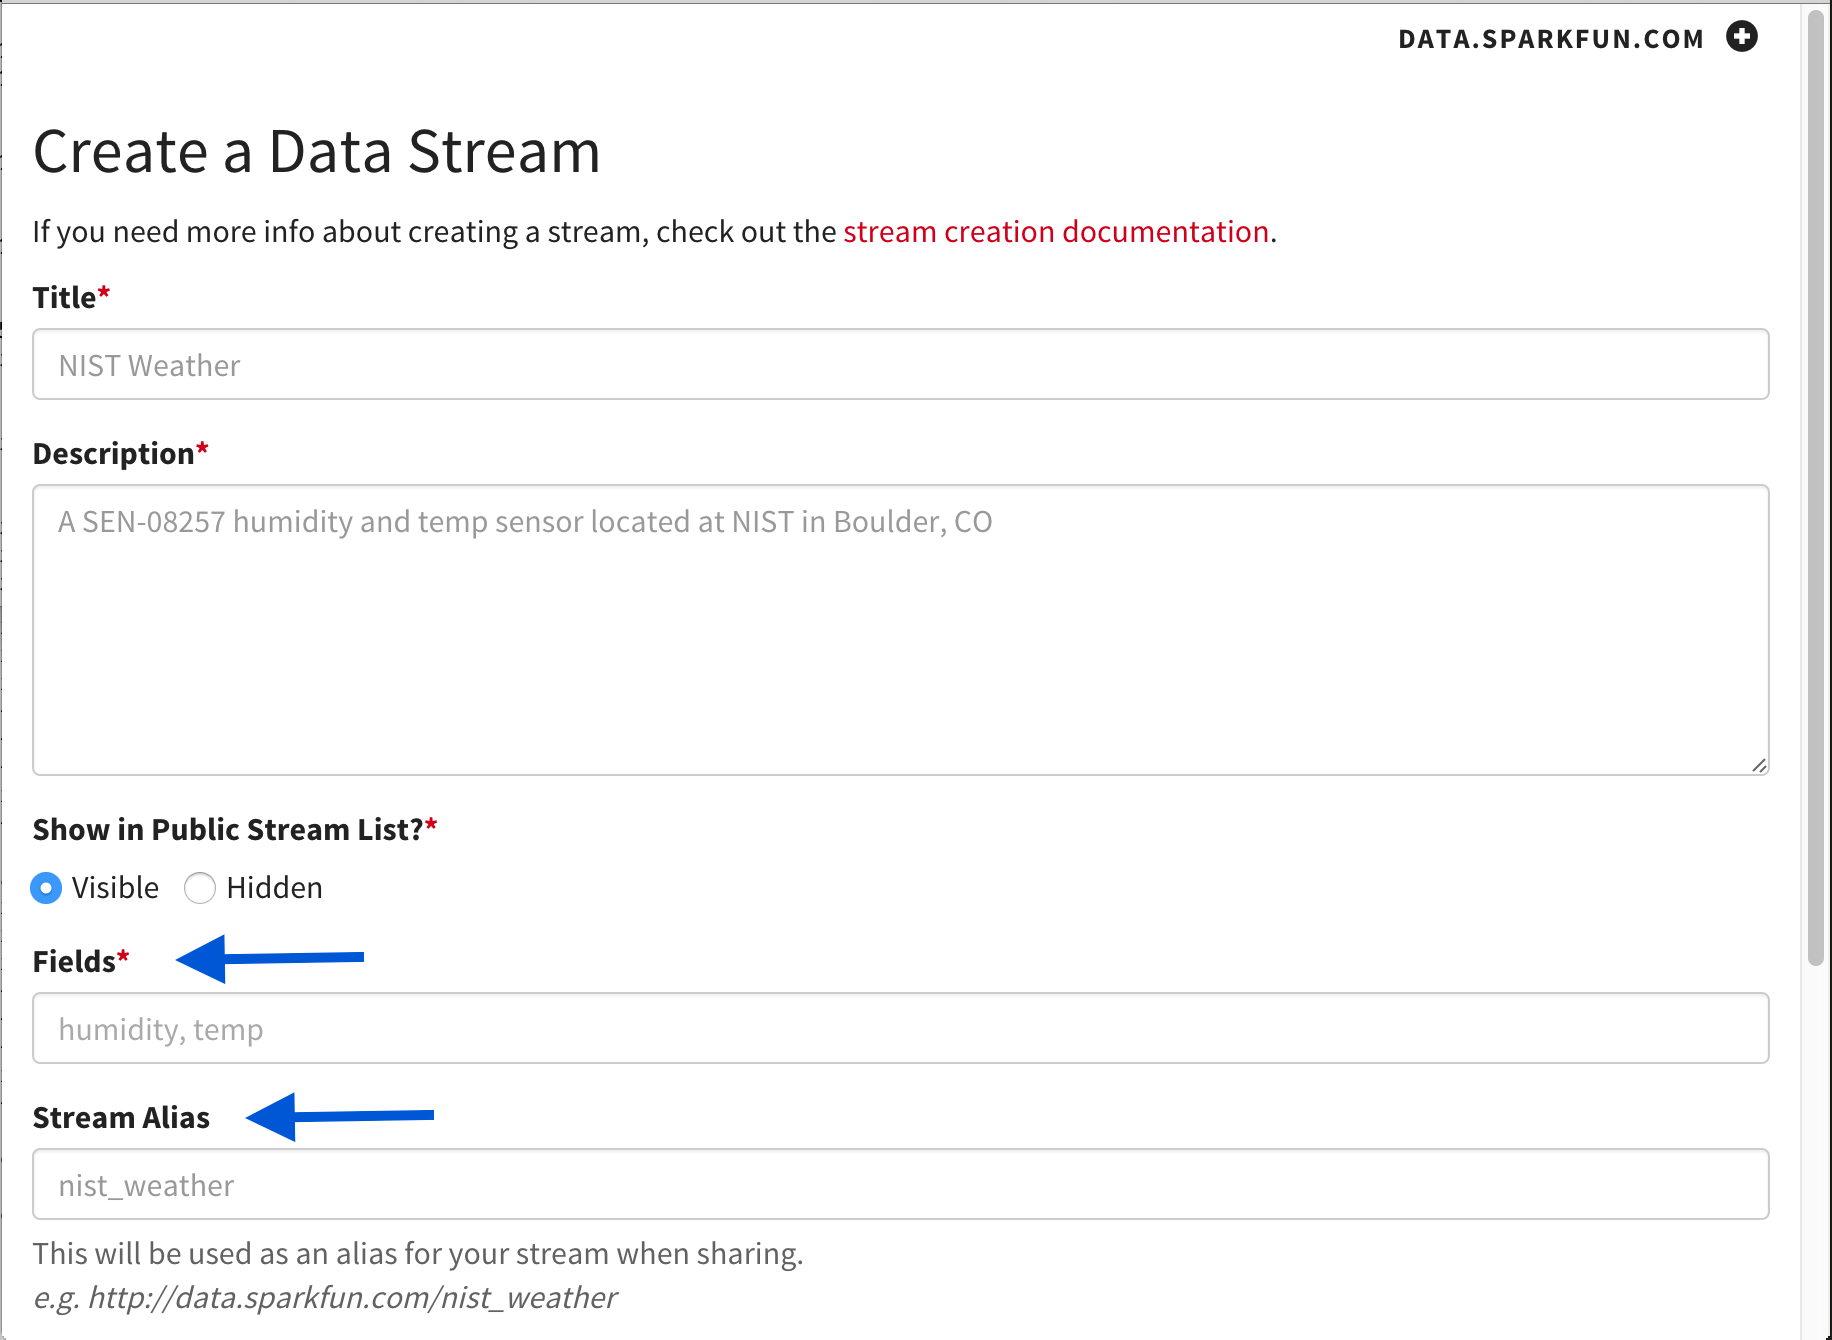 DATA.SPARKFUN.COM
Create a Data Stream
If you need more info about creating a stream, check out the stream creation documentation.
Title*
NIST Weather
Description*
A SEN-08257 humidity and temp sensor located at NIST in Boulder, CO
Show in Public Stream List?*
Visible Hidden
Fields*
humidity, temp
Stream Alias
nist_weather
This will be used as an alias for your stream when sharing.
e.g. http://data.sparkfun.com/nist_weather